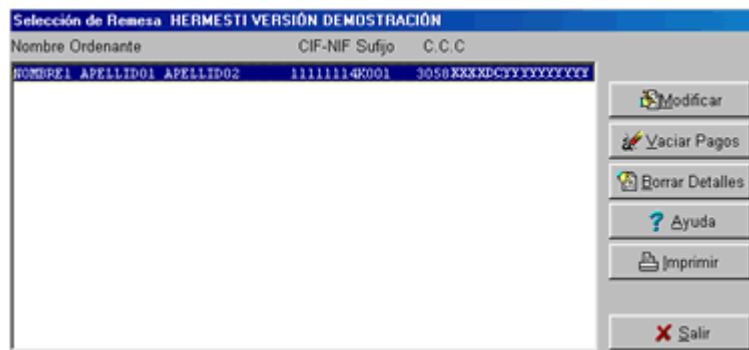 Selección de Remesa HERMESTI VERSIÓN DEMOSTRACIÓN
Nombre Ordenante CIF-NIF Sufijo C.C.C
NOMBRE1 APELLIDO1 APELLIDO2 11111114K001 3058XXXXDCYYYYYYYYYY
Modificar
Vaciar Pagos
Borrar Detalles
Ayuda
Imprimir
Salir